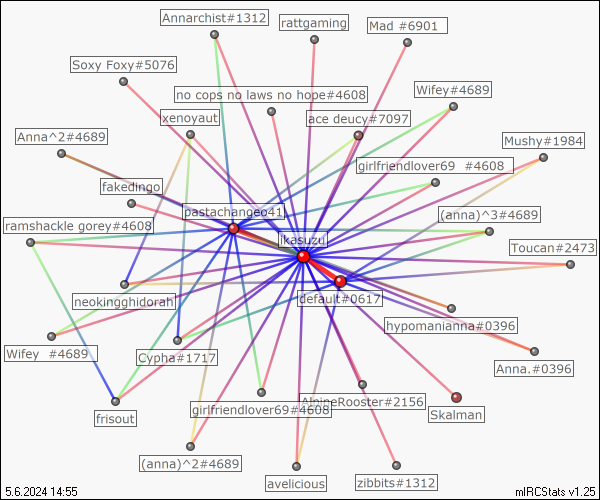 Annarchist#1312
rattgaming
Mad #6901
Soxy Foxy#5076
Wifey#4689
no cops no laws no hope#4608
xenoyaut
ace deucy#7097
Anna^2#4689
Mushy#1984
girlfriendlover69 #4608
fakedingo
pastachangeo41
(anna)^3#4689
ramshackle gorey#4608
ikasuzu
Toucan#2473
neokingghidorah
default#0617
hypomanianna#0396
Wifey #4689
Cypha#1717
Anna.#0396
AlpineRooster#2156
girlfriendlover69#4608
frisout
Skalman
(anna)^2#4689
avelicious
zibbits#1312
5.6.2024 14:55
mIRCStats v1.25